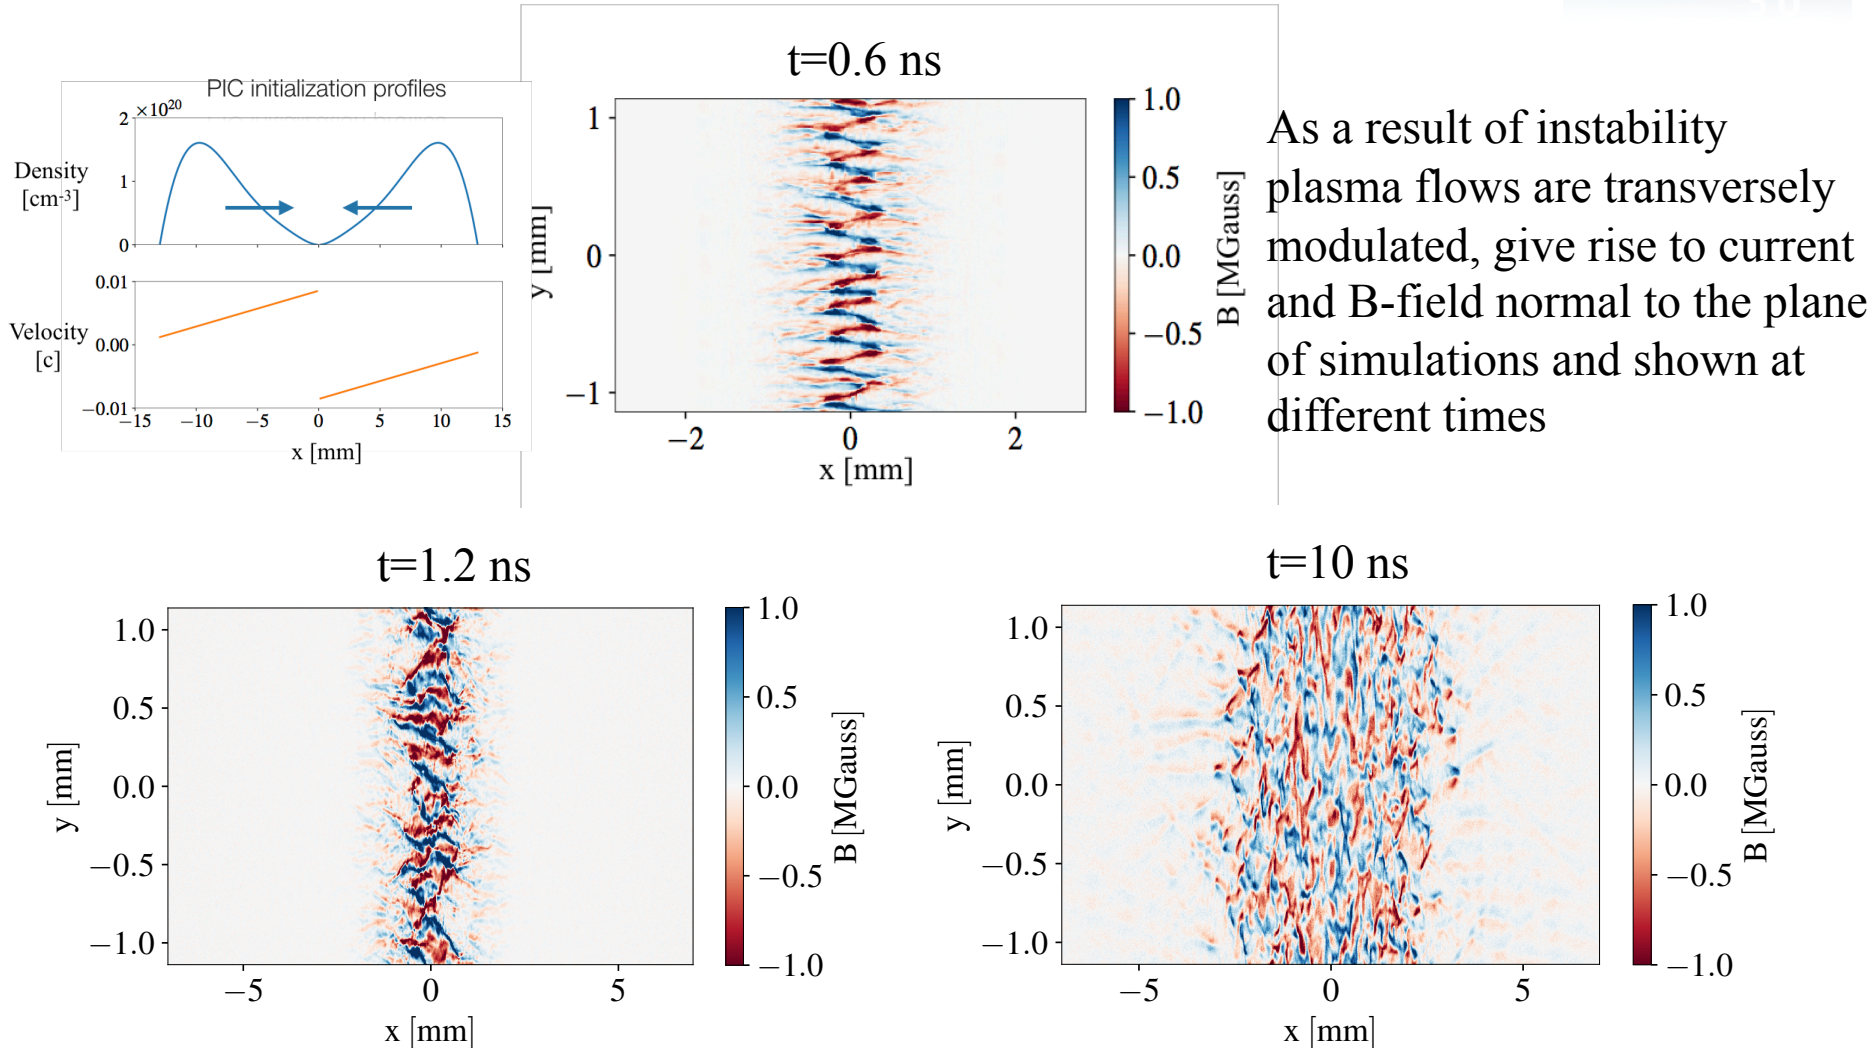 PIC initialization profiles
×10²⁰
2
1
0
Density
[cm⁻³]
0.01
0.00
−0.01
Velocity
[c]
−15 −10 −5 0 5 10 15
x [mm]
t=0.6 ns
1
0
−1
y [mm]
−2 0 2
x [mm]
1.0
0.5
0.0
−0.5
−1.0
B [MGauss]
As a result of instability
plasma flows are transversely
modulated, give rise to current
and B-field normal to the plane
of simulations and shown at
different times
t=1.2 ns
1.0
0.5
0.0
−0.5
−1.0
y [mm]
−5 0 5
x [mm]
1.0
0.5
0.0
−0.5
−1.0
B [MGauss]
t=10 ns
1.0
0.5
0.0
−0.5
−1.0
y [mm]
−5 0 5
x [mm]
1.0
0.5
0.0
−0.5
−1.0
B [MGauss]